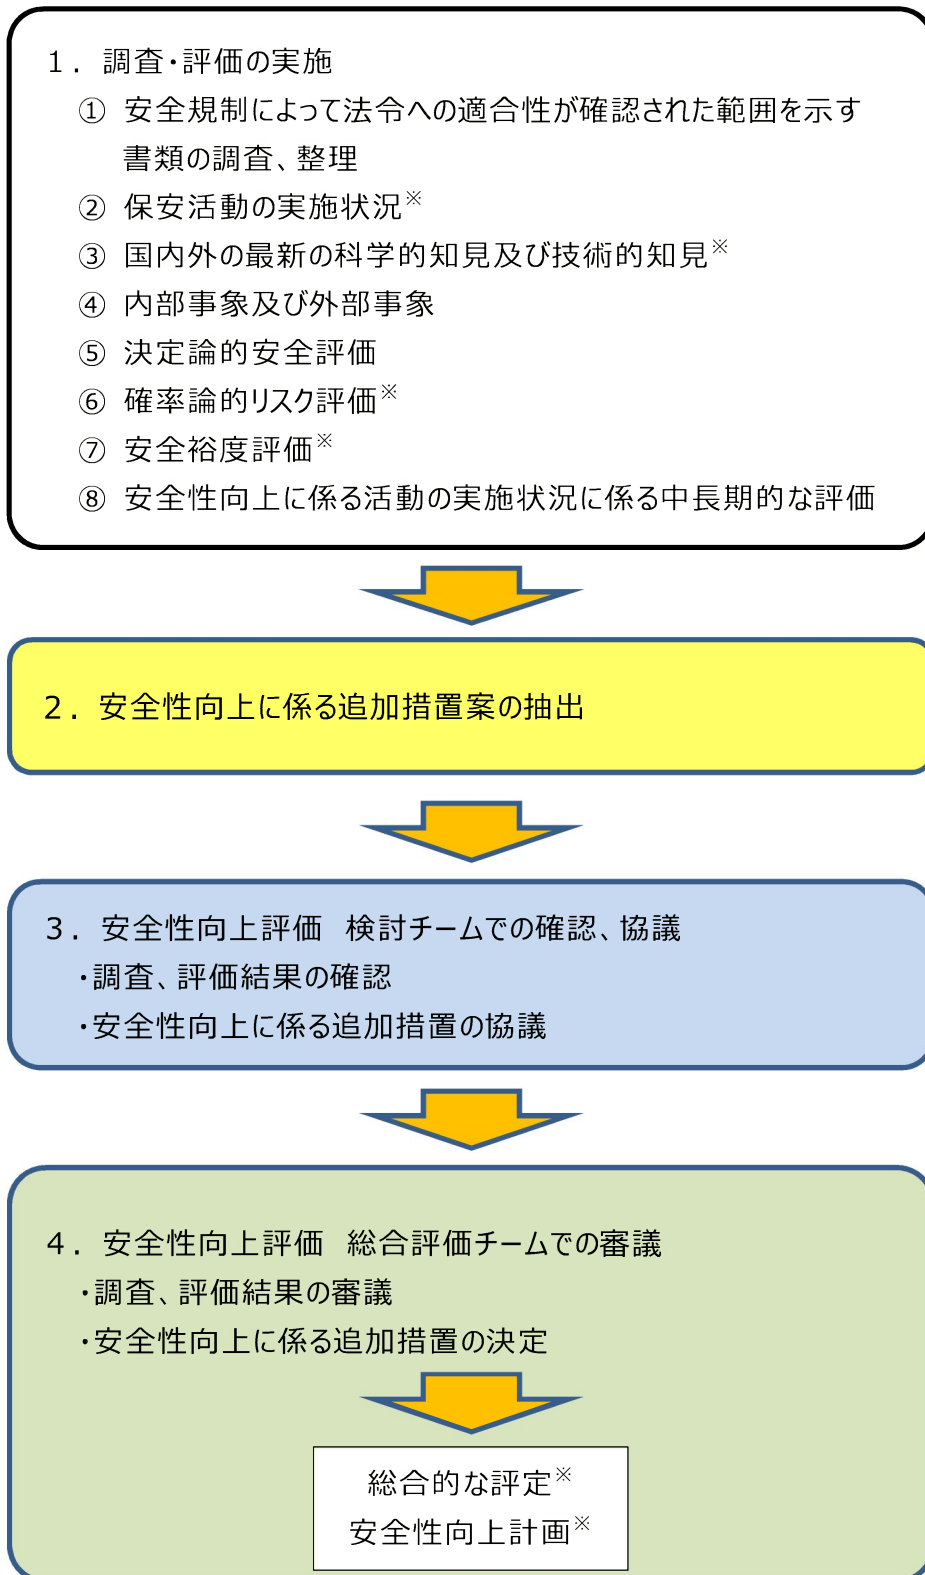 １．調査・評価の実施
① 安全規制によって法令への適合性が確認された範囲を示す
書類の調査、整理
② 保安活動の実施状況※
③ 国内外の最新の科学的知見及び技術的知見※
④ 内部事象及び外部事象
⑤ 決定論的安全評価
⑥ 確率論的リスク評価※
⑦ 安全裕度評価※
⑧ 安全性向上に係る活動の実施状況に係る中長期的な評価
２．安全性向上に係る追加措置案の抽出
３．安全性向上評価　検討チームでの確認、協議
・調査、評価結果の確認
・安全性向上に係る追加措置の協議
４．安全性向上評価　総合評価チームでの審議
・調査、評価結果の審議
・安全性向上に係る追加措置の決定
総合的な評定※
安全性向上計画※